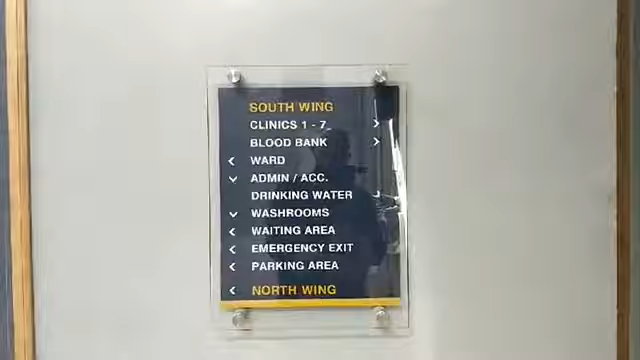 SOUTH WING
CLINICS 1 - 7 >
BLOOD BANK >
< WARD
⌄ ADMIN / ACC.
DRINKING WATER >
⌄ WASHROOMS
< WAITING AREA
< EMERGENCY EXIT
< PARKING AREA
< NORTH WING